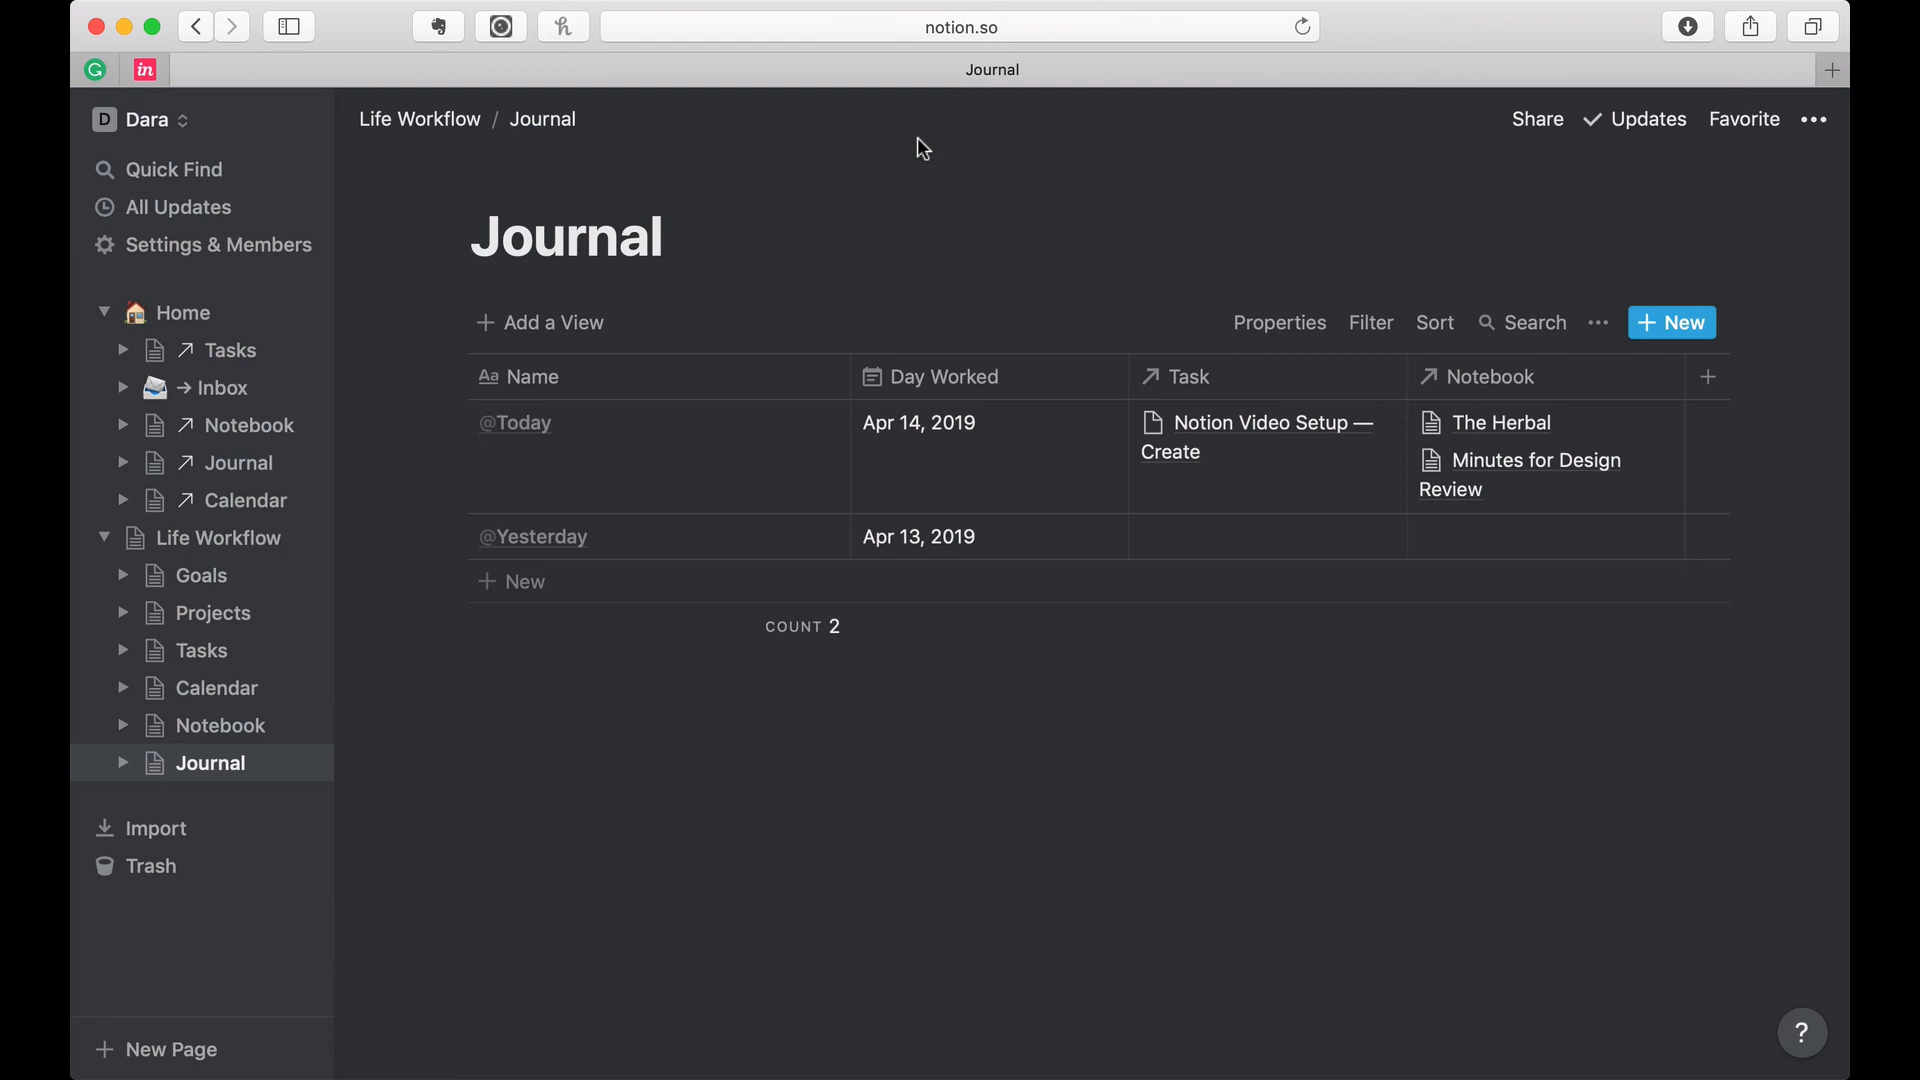 notion.so
G
in
Journal
D Dara
Life Workflow / Journal
Share Updates Favorite •••
Quick Find
All Updates
Settings & Members
Home
Tasks
→ Inbox
Notebook
Journal
Calendar
Life Workflow
Goals
Projects
Tasks
Calendar
Notebook
Journal
Import
Trash
+ New Page
Journal
+ Add a View
Properties Filter Sort Search ••• + New
Aa Name Day Worked Task Notebook +
@Today Apr 14, 2019 Notion Video Setup — The Herbal
Create Minutes for Design
Review
@Yesterday Apr 13, 2019
+ New
COUNT 2
?